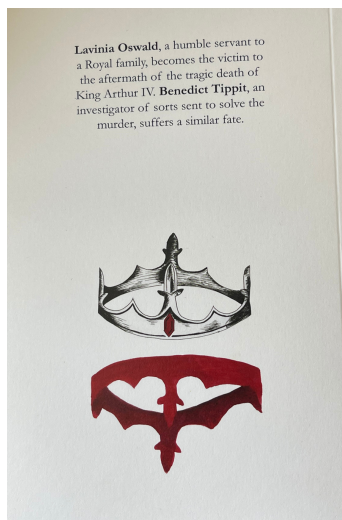 Lavinia Oswald, a humble servant to
a Royal family, becomes the victim to
the aftermath of the tragic death of
King Arthur IV. Benedict Tippit, an
investigator of sorts sent to solve the
murder, suffers a similar fate.